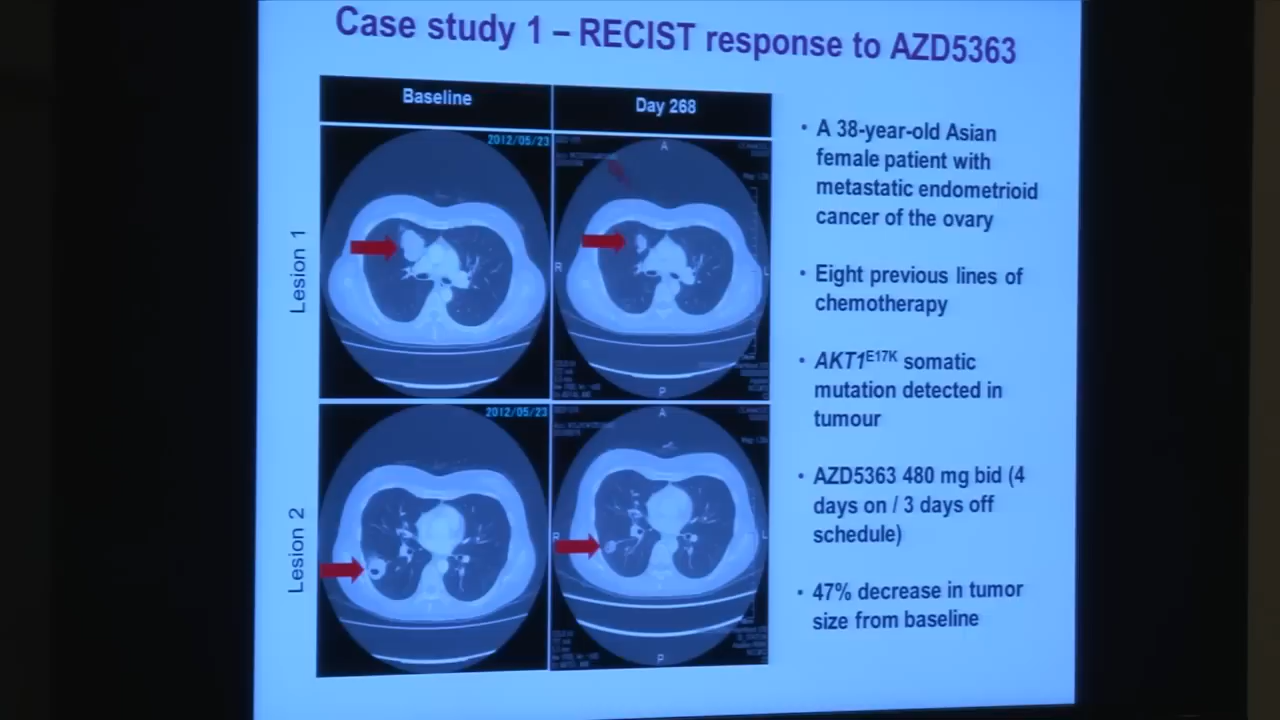 Case study 1 – RECIST response to AZD5363
Baseline
Day 268
2012/05/23
A
R
L
P
Lesion 1
2012/05/23
A
R
L
P
Lesion 2
• A 38-year-old Asian
female patient with
metastatic endometrioid
cancer of the ovary
• Eight previous lines of
chemotherapy
• AKT1E17K somatic
mutation detected in
tumour
• AZD5363 480 mg bid (4
days on / 3 days off
schedule)
• 47% decrease in tumor
size from baseline